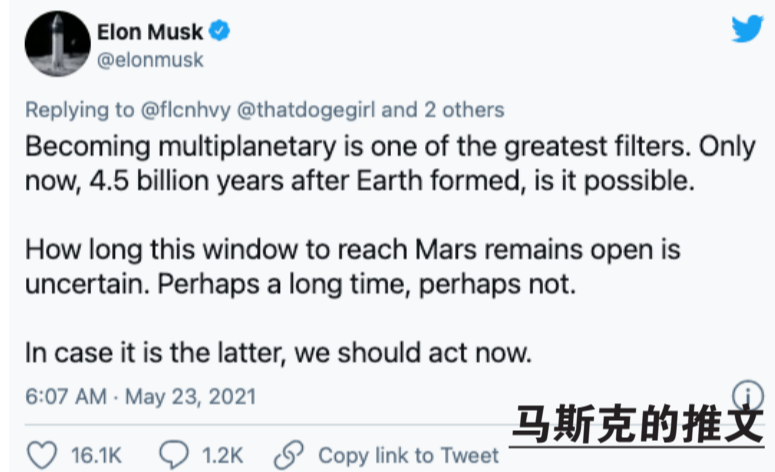 Elon Musk
@elonmusk
Replying to @flcnhvy @thatdogegirl and 2 others
Becoming multiplanetary is one of the greatest filters. Only
now, 4.5 billion years after Earth formed, is it possible.
How long this window to reach Mars remains open is
uncertain. Perhaps a long time, perhaps not.
In case it is the latter, we should act now.
6:07 AM · May 23, 2021
马斯克的推文
16.1K 1.2K Copy link to Tweet